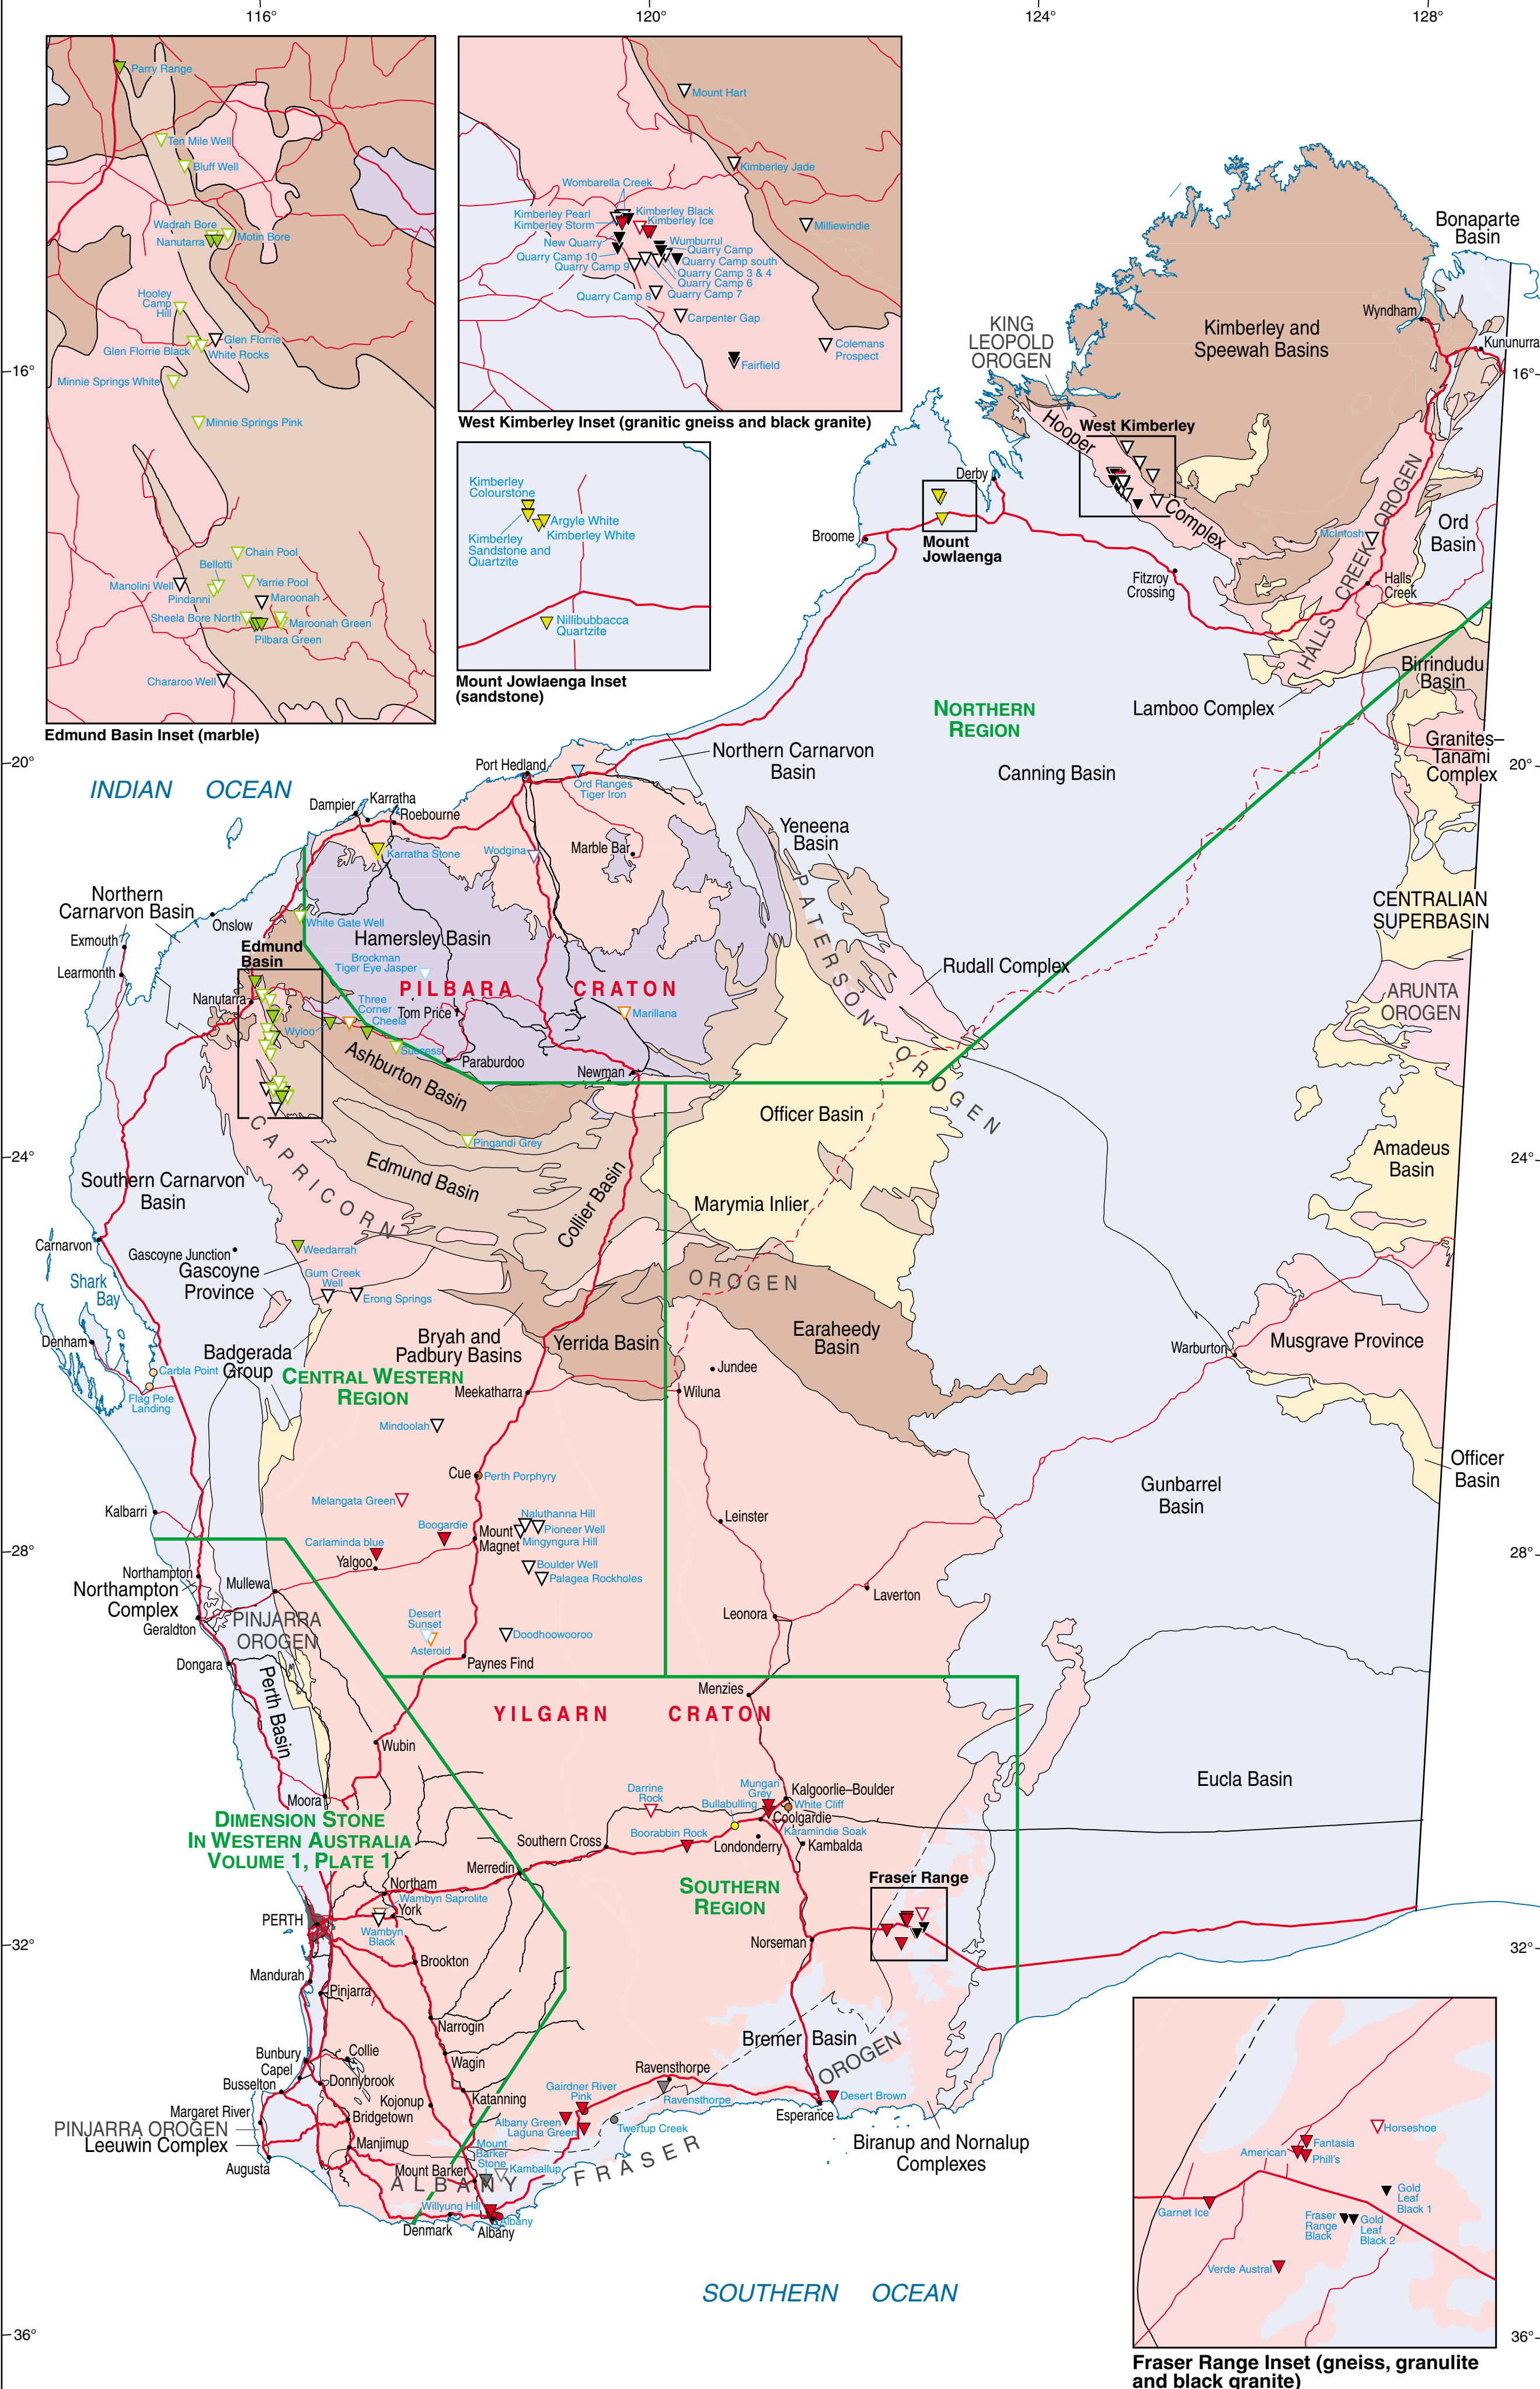 116°
120°
124°
128°
Parry Range
Ten Mile Well
Bluff Well
Wadrah Bore
Nanutarra
Motin Bore
Hooley
Camp
Hill
Glen Florrie
Glen Florrie Black
White Rocks
Minnie Springs White
Minnie Springs Pink
Chain Pool
Bellotti
Manolini Well
Yarrie Pool
Pindanni
Maroonah
Sheela Bore North
Maroonah Green
Pilbara Green
Chararoo Well
Edmund Basin Inset (marble)
Mount Hart
Kimberley Jade
Wombarella Creek
Kimberley Pearl
Kimberley Black
Kimberley Storm
Kimberley Ice
Milliewindie
New Quarry
Wumburrul
Quarry Camp
Quarry Camp 10
Quarry Camp south
Quarry Camp 9
Quarry Camp 3 & 4
Quarry Camp 6
Quarry Camp 8
Quarry Camp 7
Carpenter Gap
Colemans
Prospect
Fairfield
West Kimberley Inset (granitic gneiss and black granite)
Kimberley
Colourstone
Argyle White
Kimberley White
Kimberley
Sandstone and
Quartzite
Nillibubbacca
Quartzite
Mount Jowlaenga Inset
(sandstone)
Bonaparte
Basin
Wyndham
Kununurra
KING
LEOPOLD
OROGEN
Kimberley and
Speewah Basins
16°
16°
Hooper
Complex
West Kimberley
Derby
Broome
Mount
Jowlaenga
Fitzroy
Crossing
McIntosh
HALLS CREEK OROGEN
Halls
Creek
Ord
Basin
Birrindudu
Basin
Lamboo Complex
NORTHERN
REGION
Granites–
Tanami
Complex
20°
20°
INDIAN OCEAN
Port Hedland
Northern Carnarvon
Basin
Canning Basin
Ord Ranges
Tiger Iron
Dampier
Karratha
Roebourne
Karratha Stone
Wodgina
Marble Bar
Yeneena
Basin
PATERSON
OROGEN
Northern
Carnarvon Basin
Onslow
Exmouth
Learmonth
White Gate Well
Hamersley Basin
Brockman
Tiger Eye Jasper
PILBARA CRATON
Rudall Complex
CENTRALIAN
SUPERBASIN
ARUNTA
OROGEN
Edmund
Basin
Nanutarra
Three
Corner
Cheela
Wyloo
Success
Tom Price
Marillana
Paraburdoo
Newman
Ashburton Basin
Officer Basin
Pingandi Grey
24°
24°
Amadeus
Basin
Southern Carnarvon
Basin
CAPRICORN
Edmund Basin
Collier Basin
Marymia Inlier
Carnarvon
Gascoyne Junction
Weedarrah
Gascoyne
Province
Gum Creek
Well
Erong Springs
OROGEN
Shark
Bay
Denham
Carbla Point
Flag Pole
Landing
Badgerada
Group
Bryah and
Padbury Basins
Yerrida Basin
Earaheedy
Basin
Warburton
Musgrave Province
CENTRAL WESTERN
REGION
Meekatharra
Jundee
Wiluna
Mindoolah
Cue
Perth Porphyry
Melangata Green
Kalbarri
Officer
Basin
Gunbarrel
Basin
Leinster
Boogardie
Naluthanna Hill
Pioneer Well
Mount
Magnet
Mingyngura Hill
Carlaminda blue
Yalgoo
Boulder Well
Palagea Rockholes
28°
28°
Northampton
Northampton
Complex
Mullewa
Geraldton
PINJARRA
OROGEN
Laverton
Leonora
Desert
Sunset
Asteroid
Doodhoowooroo
Paynes Find
Dongara
Perth Basin
Menzies
YILGARN CRATON
Wubin
Eucla Basin
Moora
DIMENSION STONE
IN WESTERN AUSTRALIA
VOLUME 1, PLATE 1
Darrine
Rock
Mungari
Grey
Kalgoorlie–Boulder
Bullabulling
White Cliff
Coolgardie
Karamindie Soak
Boorabbin Rock
Southern Cross
Londonderry
Kambalda
Merredin
Northam
Wambyn Saprolite
York
Wambyn
Black
PERTH
SOUTHERN
REGION
Fraser Range
Norseman
32°
32°
Brookton
Mandurah
Pinjarra
Narrogin
Bunbury
Collie
Capel
Wagin
Busselton
Donnybrook
Kojonup
Katanning
Margaret River
Bridgetown
PINJARRA OROGEN
Leeuwin Complex
Manjimup
Augusta
Bremer Basin
OROGEN
Ravensthorpe
Ravensthorpe
Gairdner River
Pink
Albany Green
Laguna Green
Twertup Creek
Esperance
Desert Brown
Mount
Barker
Stone
Mount Barker
Kamballup
ALBANY – FRASER
Willyung Hill
Albany
Denmark
Albany
Biranup and Nornalup
Complexes
SOUTHERN OCEAN
36°
36°
Horseshoe
American
Fantasia
Phill's
Garnet Ice
Gold
Leaf
Black 1
Fraser
Range
Black
Gold
Leaf
Black 2
Verde Austral
Fraser Range Inset (gneiss, granulite
and black granite)